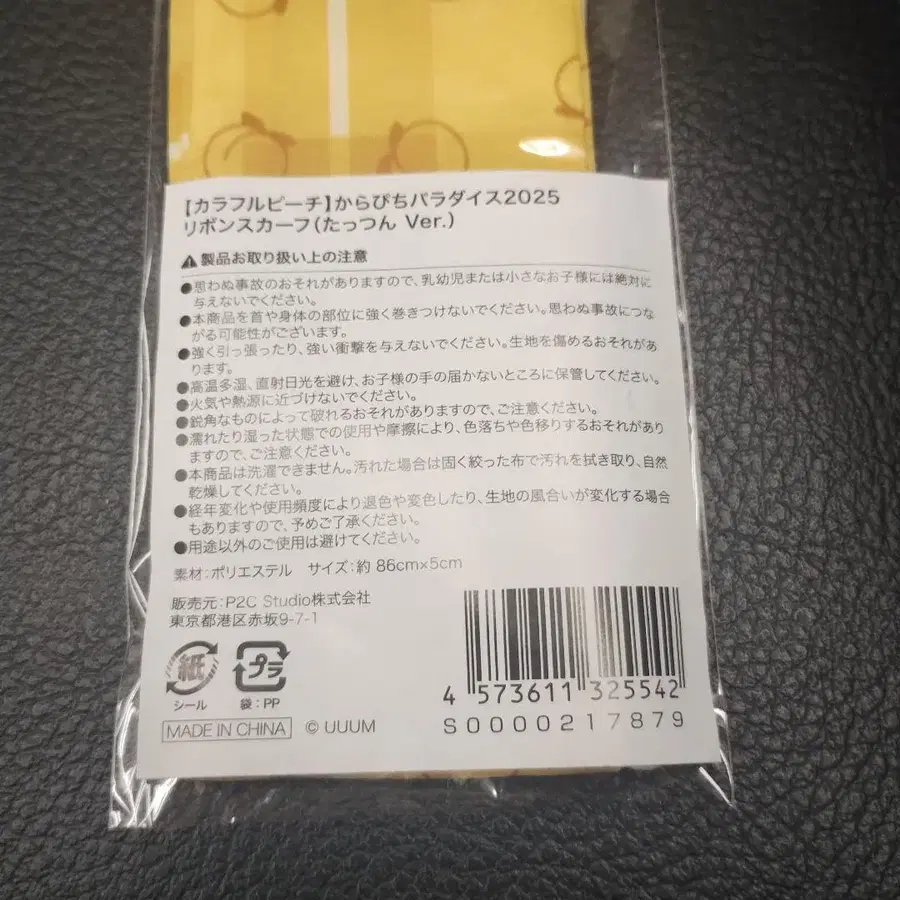 【カラフルピーチ】からぴちパラダイス2025
リボンスカーフ(たっつん Ver.)
製品お取り扱い上の注意
●思わぬ事故のおそれがありますので、乳幼児または小さなお子様には絶対に
与えないでください。
●本商品を首や身体の部位に強く巻きつけないでください。思わぬ事故につな
がる可能性がございます。
●強く引っ張ったり、強い衝撃を与えないでください。生地を傷めるおそれがあ
ります。
●高温多湿、直射日光を避け、お子様の手の届かないところに保管してください。
●火気や熱源に近づけないでください。
●鋭角なものによって破れるおそれがありますので、ご注意ください。
●濡れたり湿った状態での使用や摩擦により、色落ちや色移りするおそれがあり
ますので、ご注意ください。
●本商品は洗濯できません。汚れた場合は固く絞った布で汚れを拭き取り、自然
乾燥してください。
●経年変化や使用頻度により退色や変色したり、生地の風合いが変化する場合
もありますので、予めご了承ください。
●用途以外のご使用は避けてください。
素材:ポリエステル サイズ:約 86cm×5cm
販売元:P2C Studio株式会社
東京都港区赤坂9-7-1
紙
シール
プラ
袋:PP
4 573611 325542
S0000217879
MADE IN CHINA © UUUM